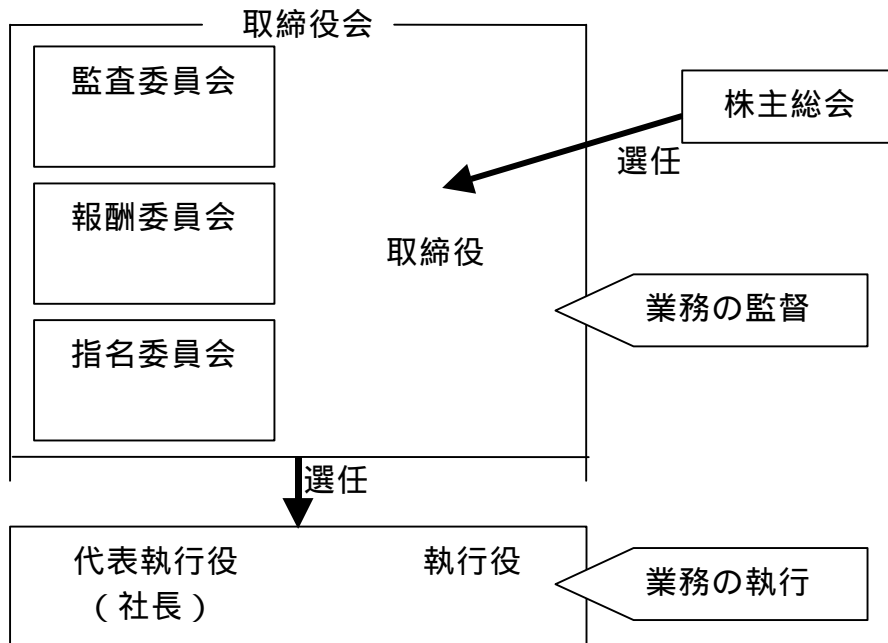 取締役会
監査委員会
株主総会
選任
報酬委員会
取締役
業務の監督
指名委員会
選任
代表執行役
（社長）
執行役
業務の執行